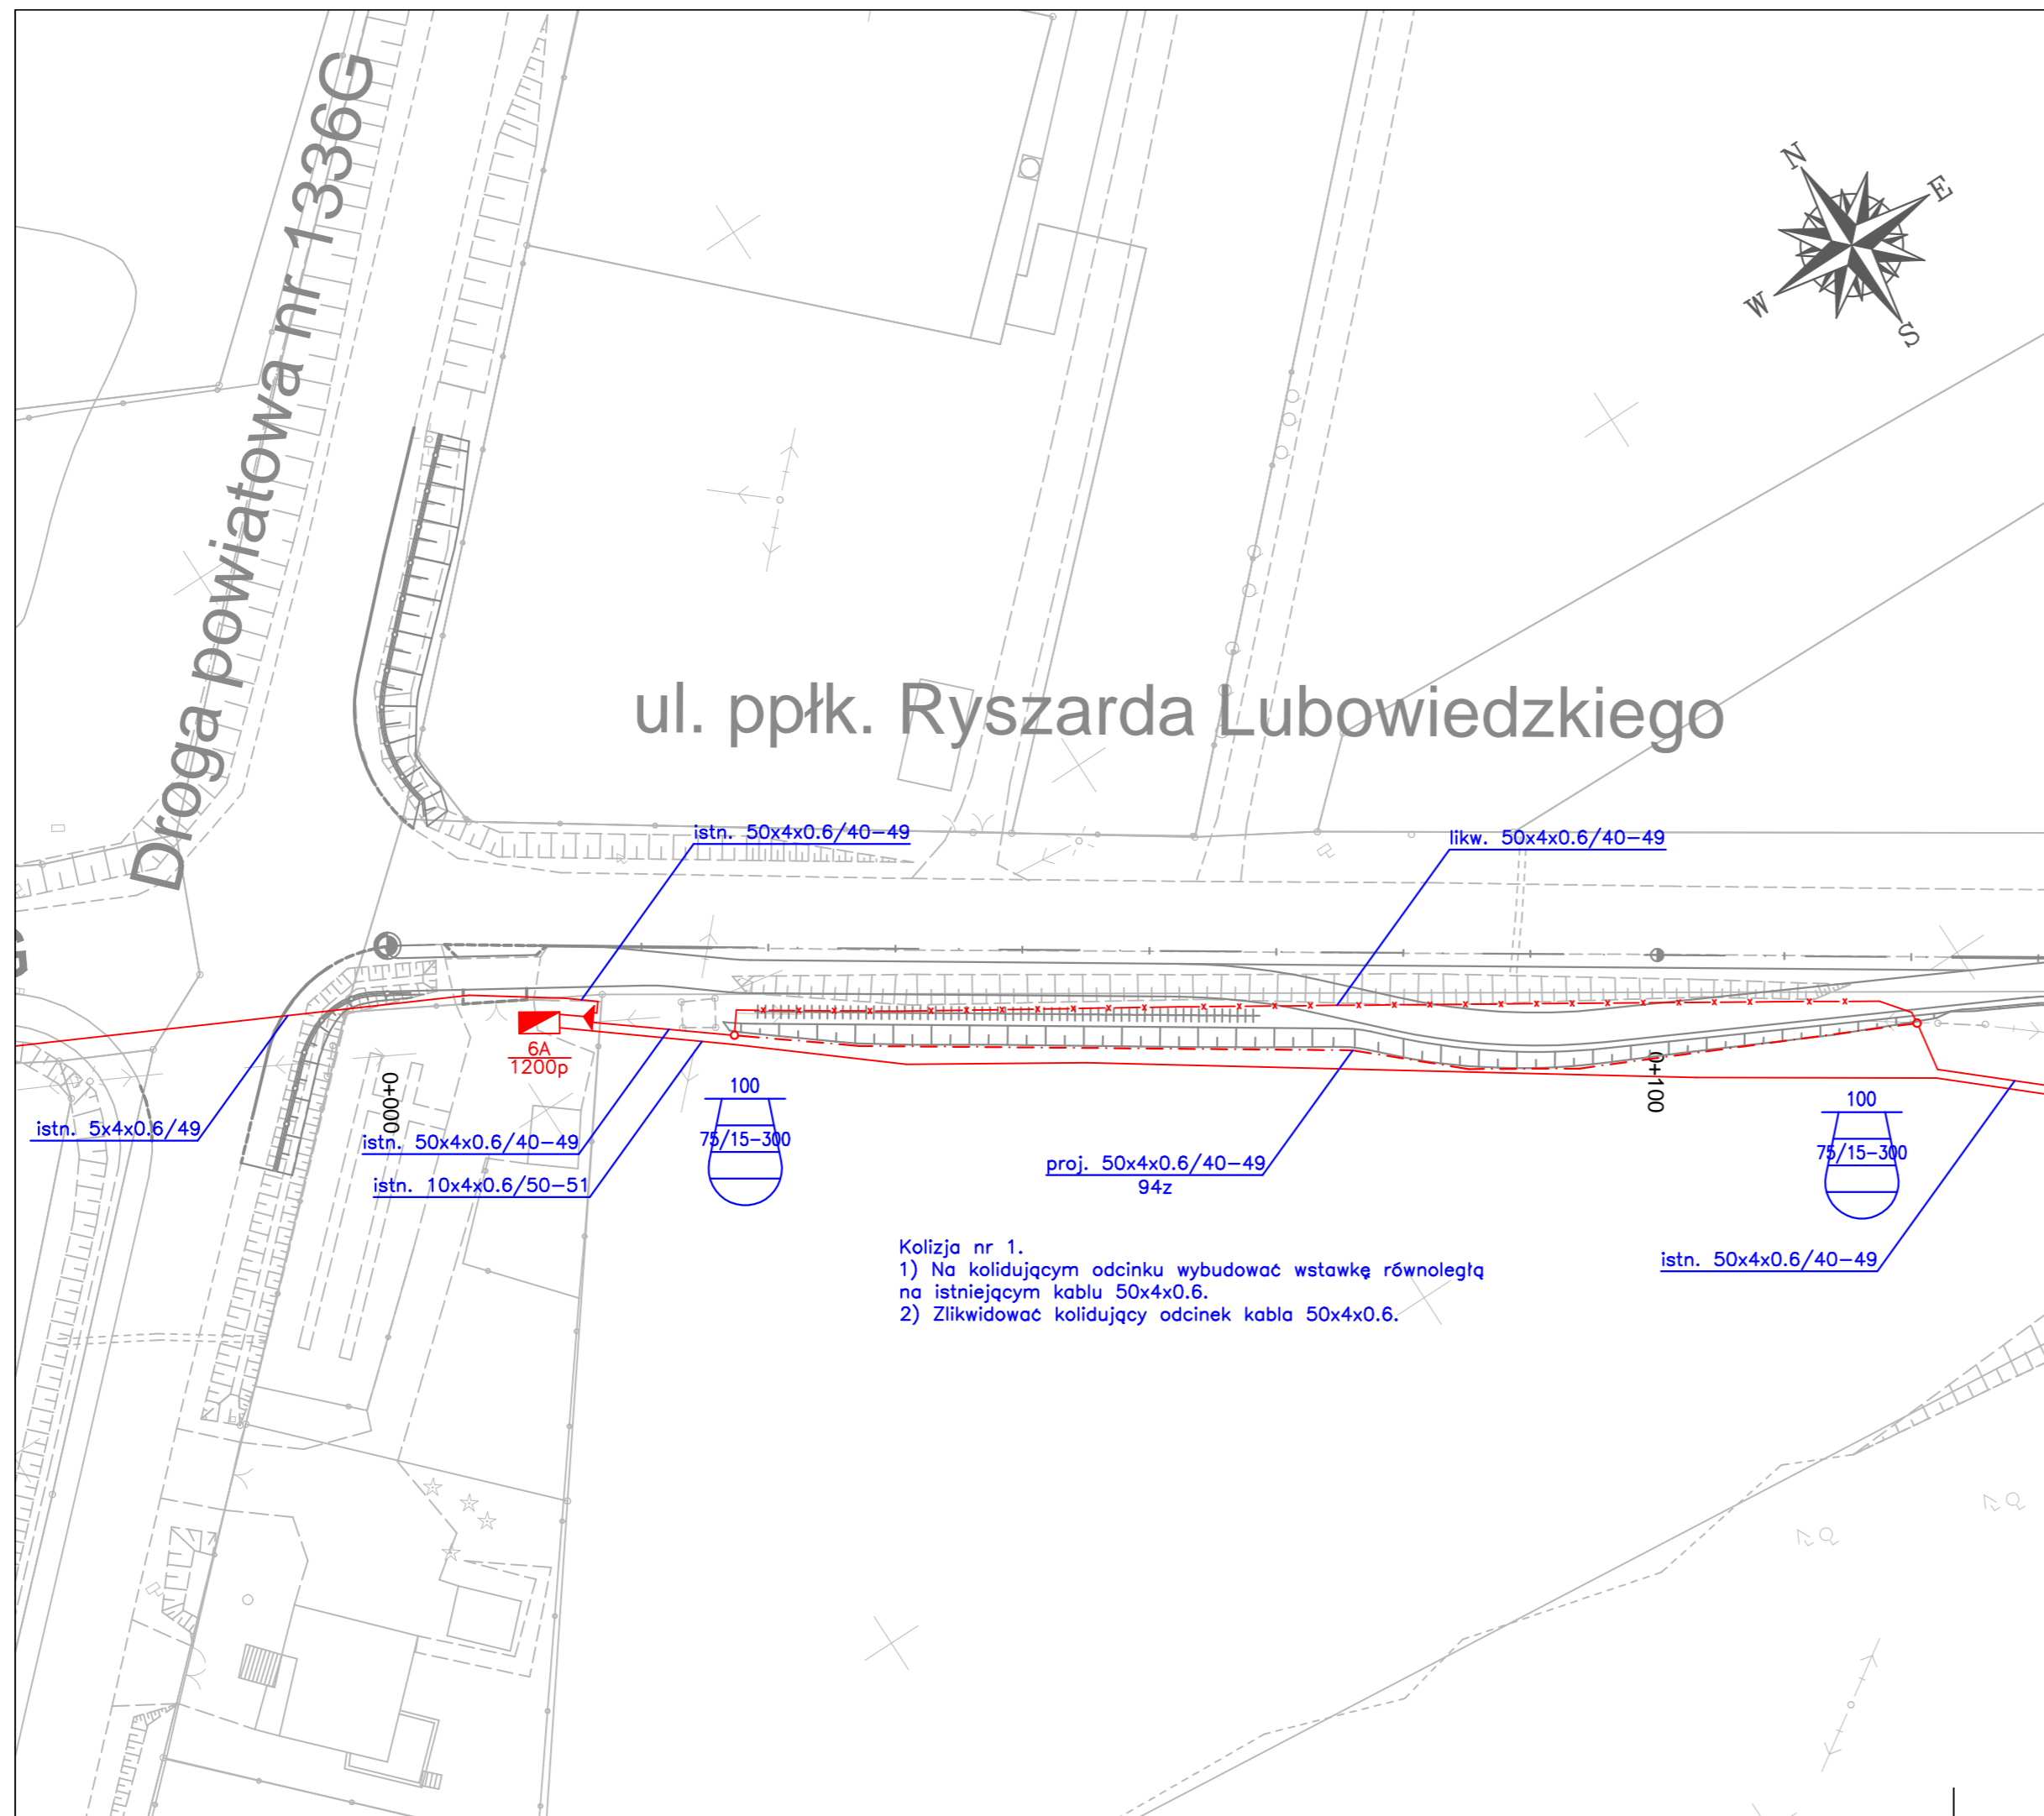 Droga powiatowa nr 1336G
N
E
W
S
ul. ppłk. Ryszarda Lubowiedzkiego
istn. 50x4x0.6/40-49
likw. 50x4x0.6/40-49
G
6A
1200p
0+000
0+100
istn. 5x4x0.6/49
istn. 50x4x0.6/40-49
istn. 10x4x0.6/50-51
100
75/15-300
proj. 50x4x0.6/40-49
94z
100
75/15-300
istn. 50x4x0.6/40-49
Kolizja nr 1.
1) Na kolidującym odcinku wybudować wstawkę równoległą
na istniejącym kablu 50x4x0.6.
2) Zlikwidować kolidujący odcinek kabla 50x4x0.6.